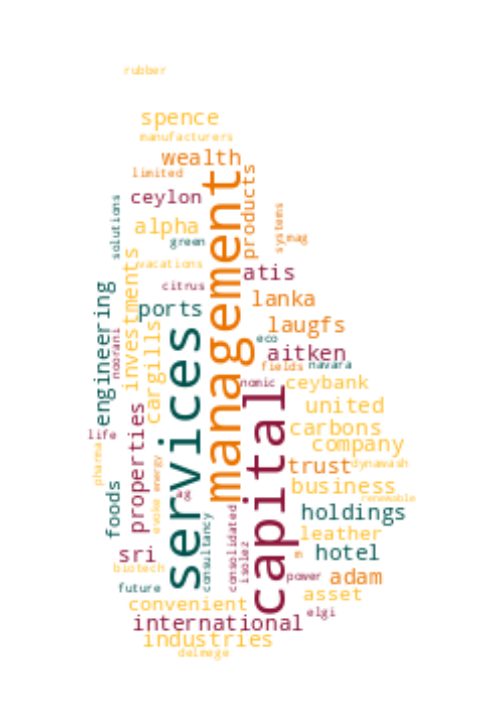 rubber
spence
manufacturers
wealth
limited
management
products
ceylon
solutions
alpha
systems
mag
green
investments
vacations
atis
citrus
engineering
lanka
ports
cargills
laugfs
services
noorani
eco
aitken
fields
navara
nomic
ceybank
capital
properties
united
carbons
life
company
pharma
evoke
energy
trust
dynawash
foods
business
ag
renewable
holdings
consultancy
consolidated
leather
isolez
sri
m
hotel
biotech
power
adam
future
asset
convenient
elgi
international
industries
delmege